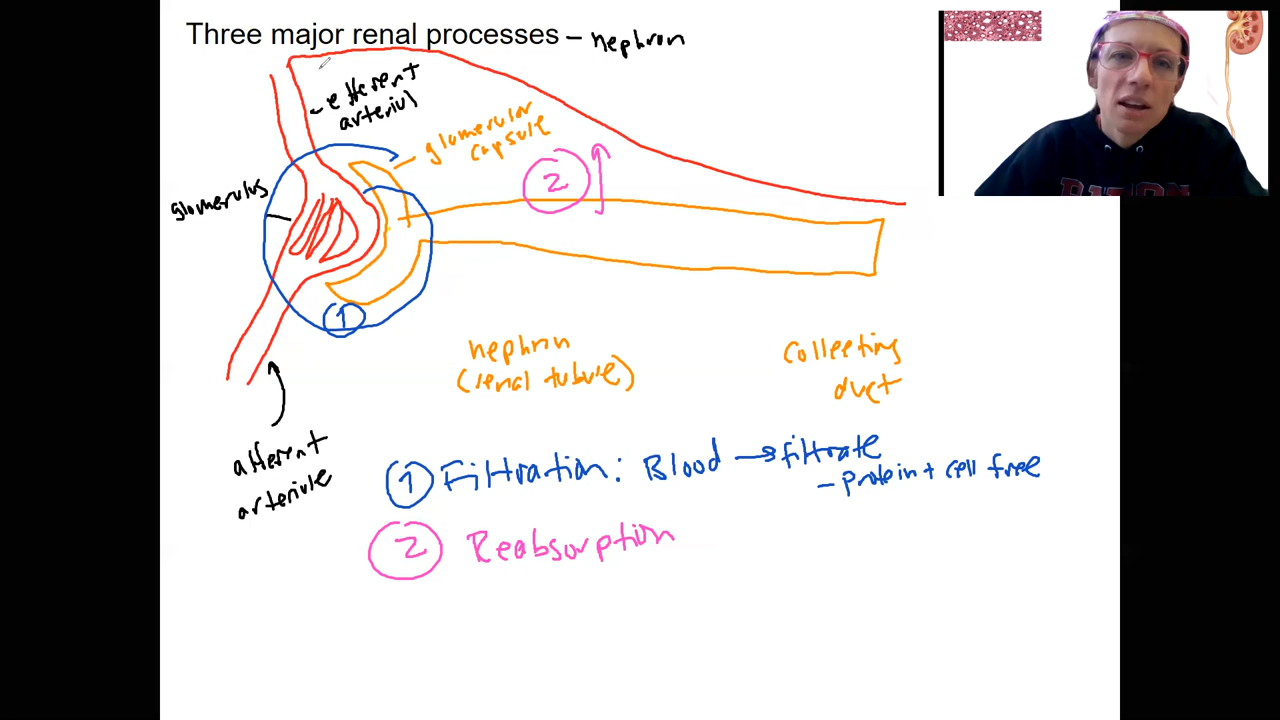 Three major renal processes - nephron
- efferent
arteriol
- glomerular
capsule
2
glomerulus
1
nephron
(renal tubule)
collecting
duct
afferent
arteriole
1 Filtration: Blood → filtrate
- protein + cell free
2 Reabsorption